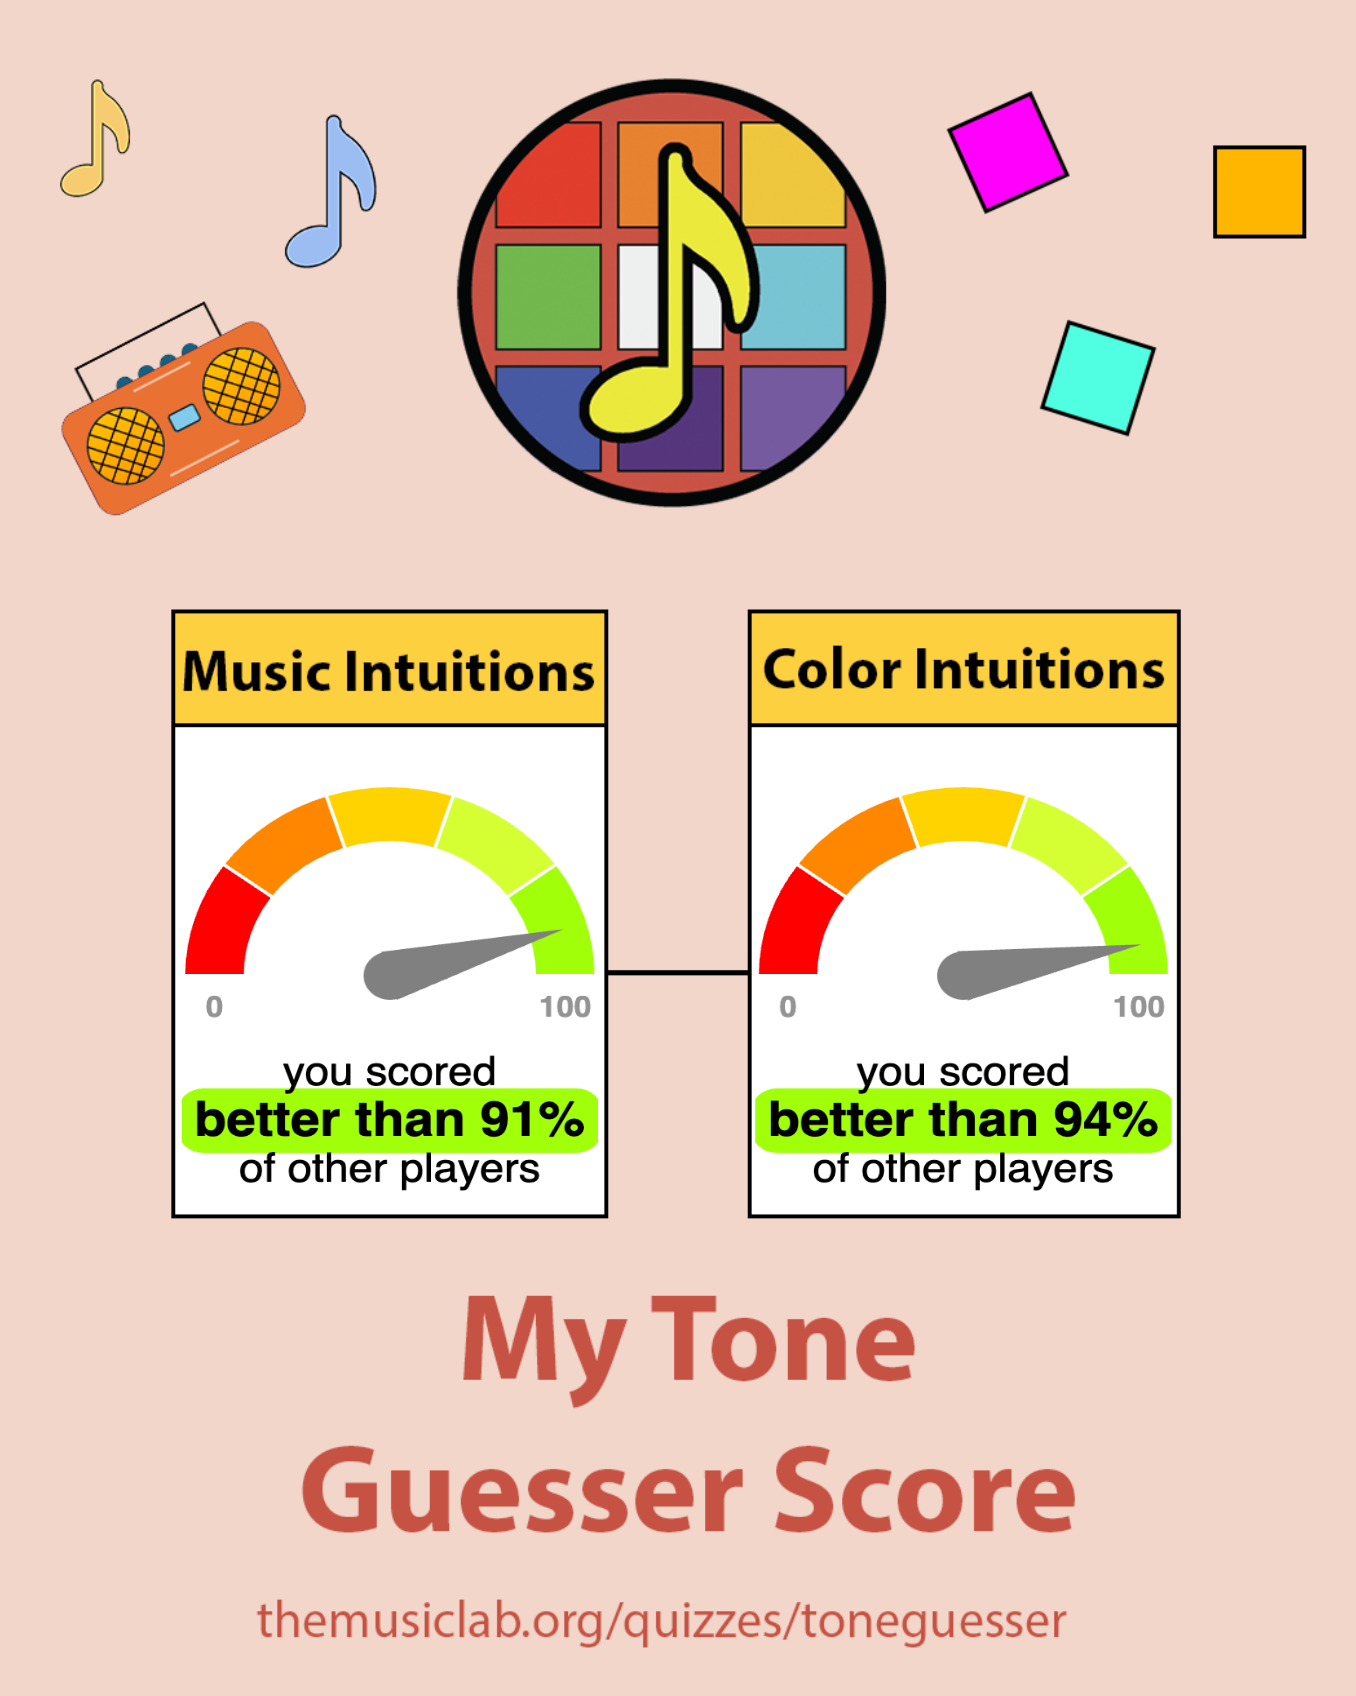 Music Intuitions
0
100
you scored
better than 91%
of other players
Color Intuitions
0
100
you scored
better than 94%
of other players
My Tone
Guesser Score
themusiclab.org/quizzes/toneguesser